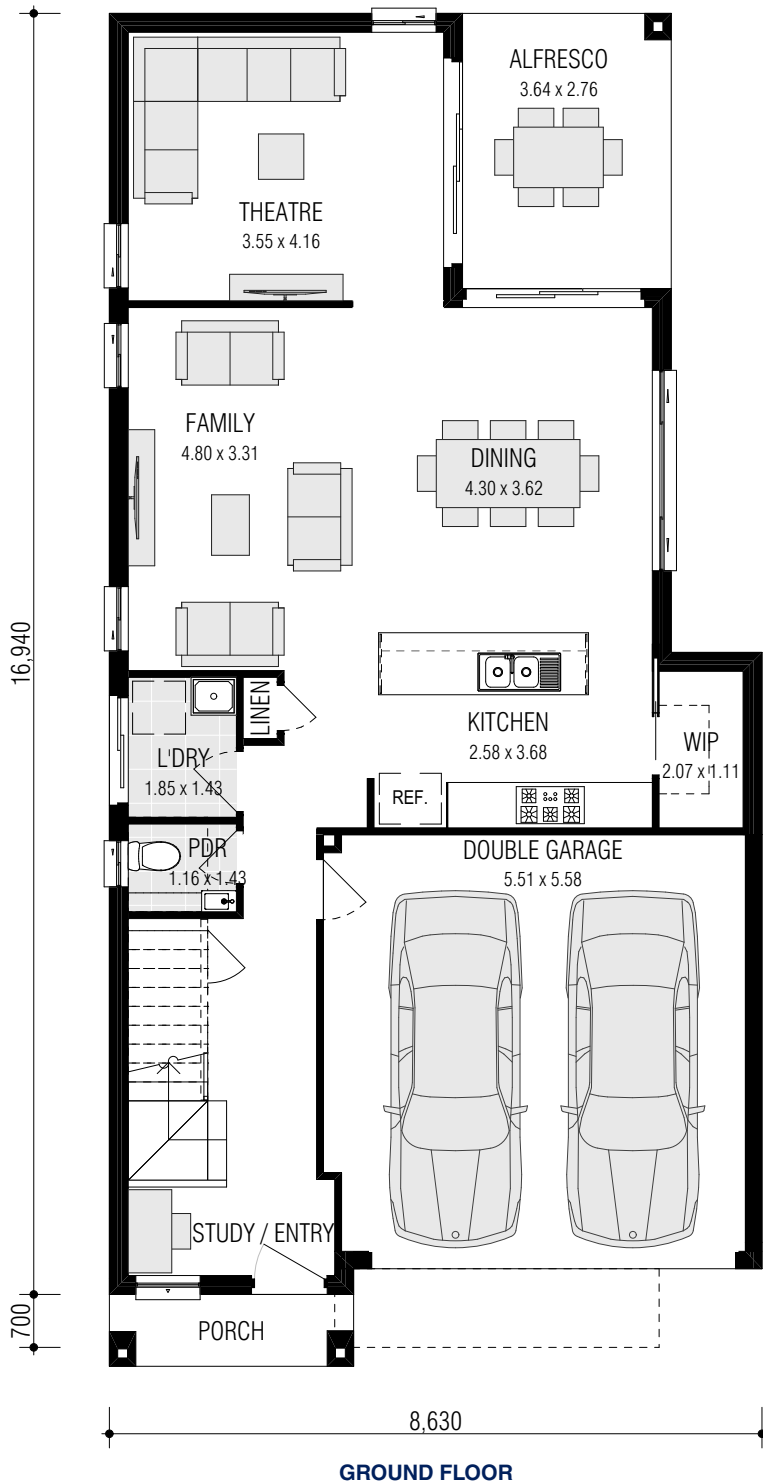 ALFRESCO
3.64 x 2.76
THEATRE
3.55 x 4.16
FAMILY
4.80 x 3.31
DINING
4.30 x 3.62
16,940
LINEN
KITCHEN
2.58 x 3.68
WIP
2.07 x 1.11
L'DRY
1.85 x 1.43
REF.
PDR
1.16 x 1.43
DOUBLE GARAGE
5.51 x 5.58
STUDY / ENTRY
700
PORCH
8,630
GROUND FLOOR